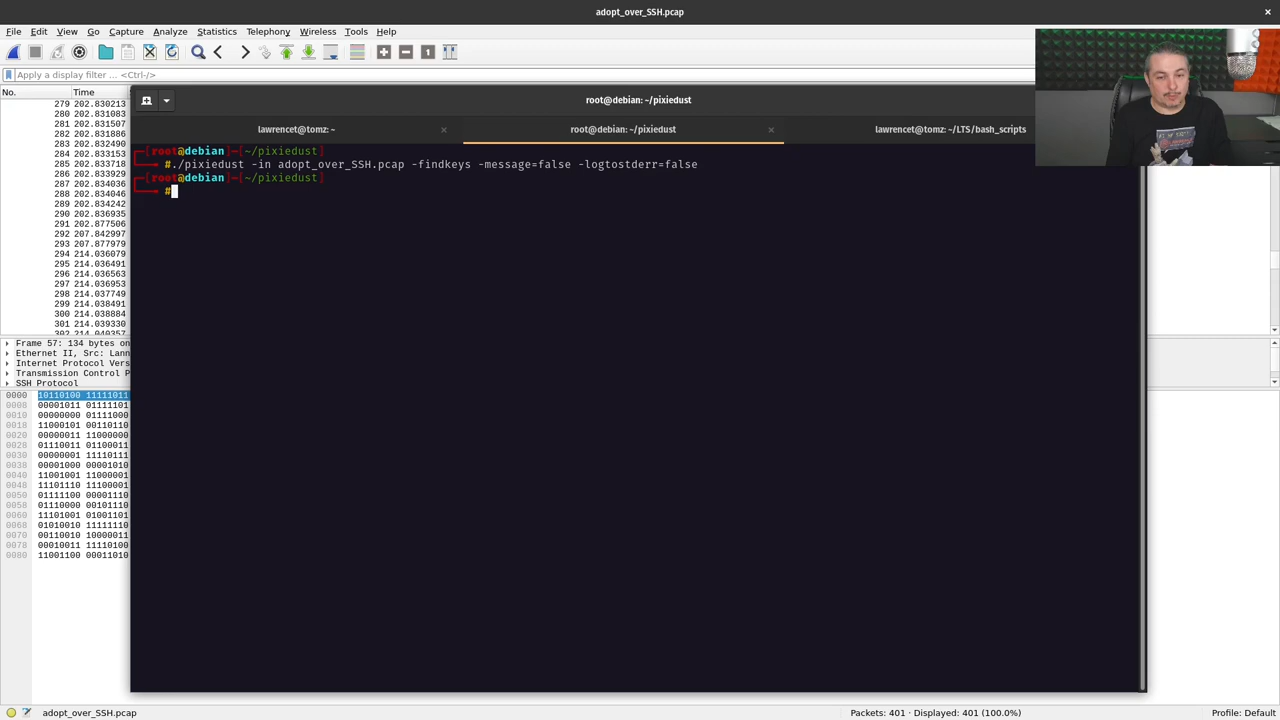 adopt_over_SSH.pcap
File Edit View Go Capture Analyze Statistics Telephony Wireless Tools Help
Apply a display filter ... <Ctrl-/>
No. Time
279 202.830213
280 202.831083
281 202.831507
282 202.831886
283 202.832490
284 202.833153
285 202.833718
286 202.833929
287 202.834036
288 202.834046
289 202.834242
290 202.836935
291 202.877506
292 207.842997
293 207.877979
294 214.036079
295 214.036491
296 214.036563
297 214.036953
298 214.037749
299 214.038491
300 214.038884
301 214.039330
302 214.040357
root@debian: ~/pixiedust
lawrencet@tomz: ~
root@debian: ~/pixiedust
lawrencet@tomz: ~/LTS/bash_scripts
[root@debian]-[~/pixiedust]
#./pixiedust -in adopt_over_SSH.pcap -findkeys -message=false -logtostderr=false
[root@debian]-[~/pixiedust]
#
Frame 57: 134 bytes on
Ethernet II, Src: Lann
Internet Protocol Vers
Transmission Control P
SSH Protocol
0000 10110100 11111011
0008 00001011 01111101
0010 00000000 01111000
0018 11000101 00110110
0020 00000011 11000000
0028 01110011 01100011
0030 00000001 11110111
0038 00001000 00001010
0040 11001001 11000001
0048 11101110 11100001
0050 01111100 00001110
0058 01110000 00101110
0060 11101001 01001101
0068 01010010 11111110
0070 00110010 10000011
0078 00010011 11110100
0080 11001100 00011010
adopt_over_SSH.pcap
Packets: 401 · Displayed: 401 (100.0%)
Profile: Default